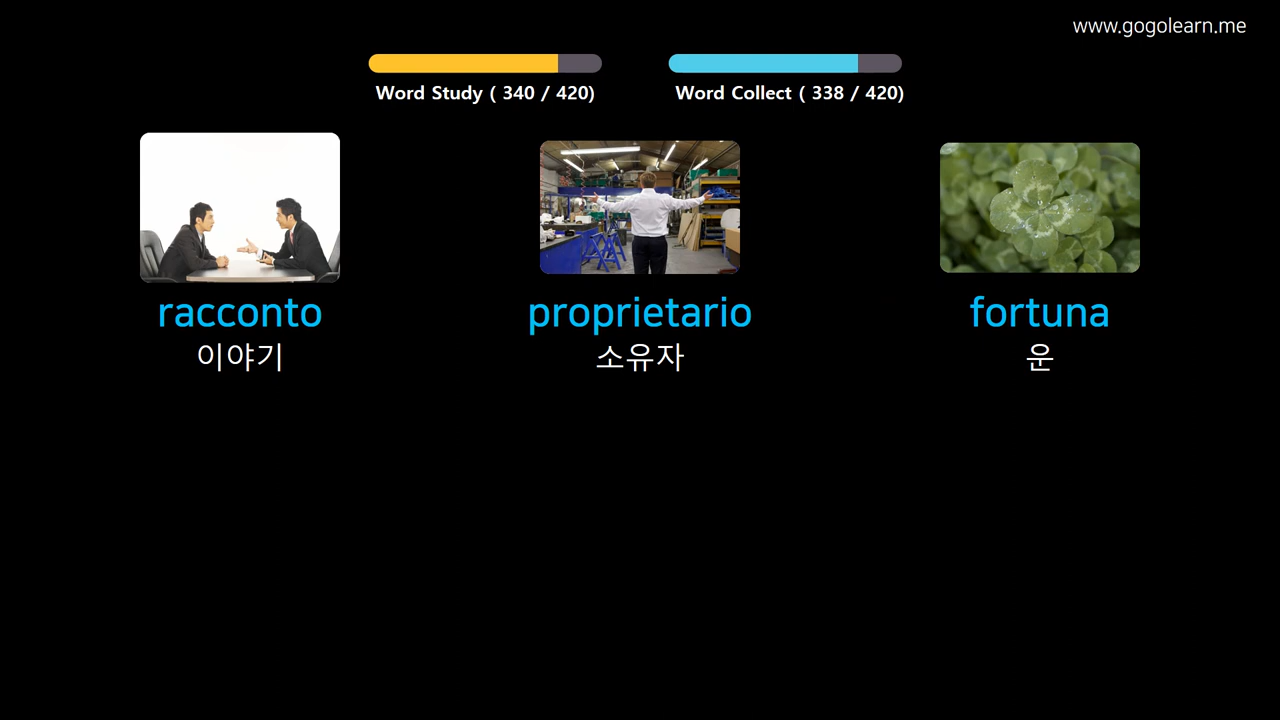 www.gogolearn.me
Word Study ( 340 / 420)
Word Collect ( 338 / 420)
racconto
이야기
proprietario
소유자
fortuna
운